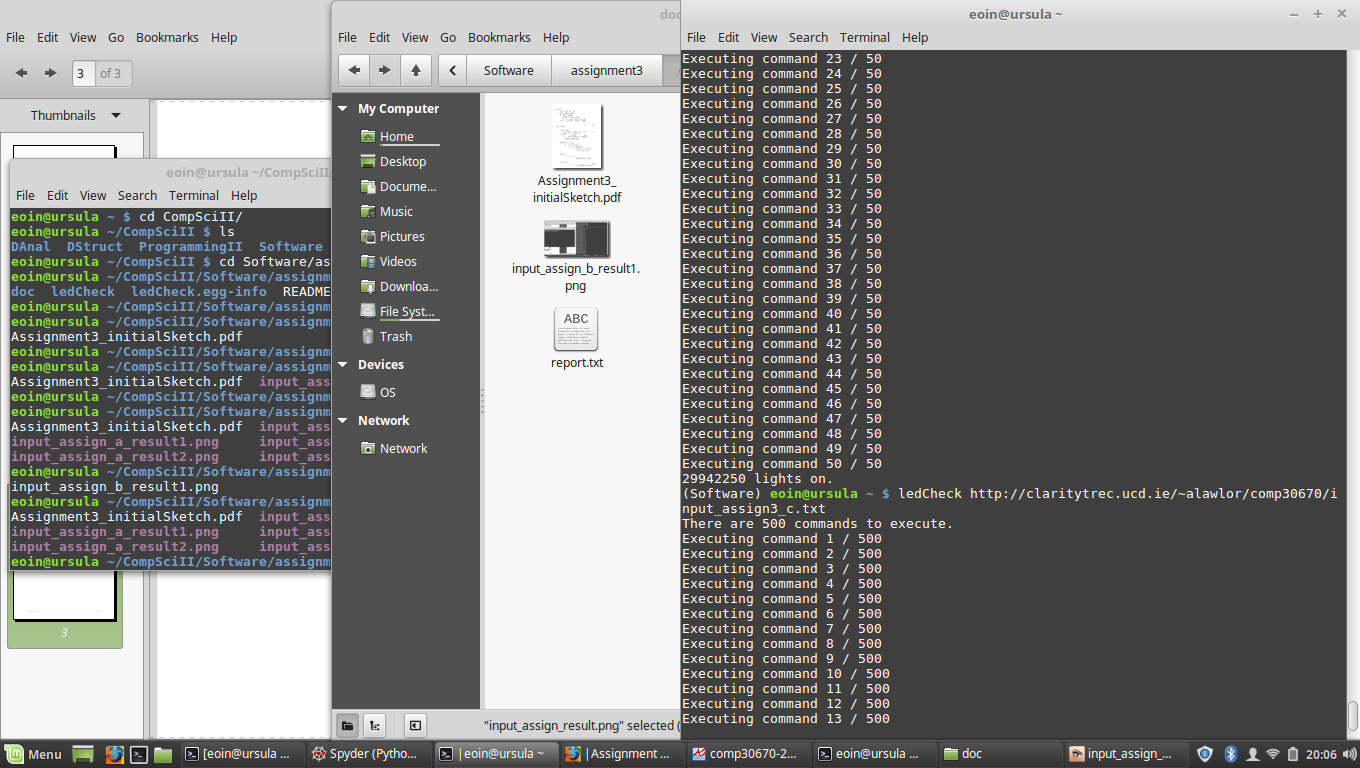 File Edit View Go Bookmarks Help
3 of 3
Thumbnails
3
eoin@ursula ~/CompSciII/
File Edit View Search Terminal Help
eoin@ursula ~ $ cd CompSciII/
eoin@ursula ~/CompSciII $ ls
DAnal DStruct ProgrammingII Software
eoin@ursula ~/CompSciII $ cd Software/as
eoin@ursula ~/CompSciII/Software/assignm
doc ledCheck ledCheck.egg-info README
eoin@ursula ~/CompSciII/Software/assignm
eoin@ursula ~/CompSciII/Software/assignm
Assignment3_initialSketch.pdf
eoin@ursula ~/CompSciII/Software/assignm
eoin@ursula ~/CompSciII/Software/assignm
Assignment3_initialSketch.pdf input_ass
eoin@ursula ~/CompSciII/Software/assignm
eoin@ursula ~/CompSciII/Software/assignm
Assignment3_initialSketch.pdf input_ass
input_assign_a_result1.png input_ass
input_assign_a_result2.png input_ass
eoin@ursula ~/CompSciII/Software/assignm
input_assign_b_result1.png
eoin@ursula ~/CompSciII/Software/assignm
Assignment3_initialSketch.pdf input_ass
input_assign_a_result1.png input_ass
input_assign_a_result2.png input_ass
eoin@ursula ~/CompSciII/Software/assignm
doc
File Edit View Go Bookmarks Help
Software assignment3
My Computer
Home
Desktop
Docume...
Music
Pictures
Videos
Downloa...
File Syst...
Trash
Devices
OS
Network
Network
Assignment3_
initialSketch.pdf
input_assign_b_result1.
png
ABC
report.txt
"input_assign_result.png" selected (
eoin@ursula ~
File Edit View Search Terminal Help
Executing command 23 / 50
Executing command 24 / 50
Executing command 25 / 50
Executing command 26 / 50
Executing command 27 / 50
Executing command 28 / 50
Executing command 29 / 50
Executing command 30 / 50
Executing command 31 / 50
Executing command 32 / 50
Executing command 33 / 50
Executing command 34 / 50
Executing command 35 / 50
Executing command 36 / 50
Executing command 37 / 50
Executing command 38 / 50
Executing command 39 / 50
Executing command 40 / 50
Executing command 41 / 50
Executing command 42 / 50
Executing command 43 / 50
Executing command 44 / 50
Executing command 45 / 50
Executing command 46 / 50
Executing command 47 / 50
Executing command 48 / 50
Executing command 49 / 50
Executing command 50 / 50
29942250 lights on.
(Software) eoin@ursula ~ $ ledCheck http://claritytrec.ucd.ie/~alawlor/comp30670/i
nput_assign3_c.txt
There are 500 commands to execute.
Executing command 1 / 500
Executing command 2 / 500
Executing command 3 / 500
Executing command 4 / 500
Executing command 5 / 500
Executing command 6 / 500
Executing command 7 / 500
Executing command 8 / 500
Executing command 9 / 500
Executing command 10 / 500
Executing command 11 / 500
Executing command 12 / 500
Executing command 13 / 500
Menu [eoin@ursula ... Spyder (Pytho... | eoin@ursula ~ | Assignment ... comp30670-2... eoin@ursula ... doc input_assign_... 20:06